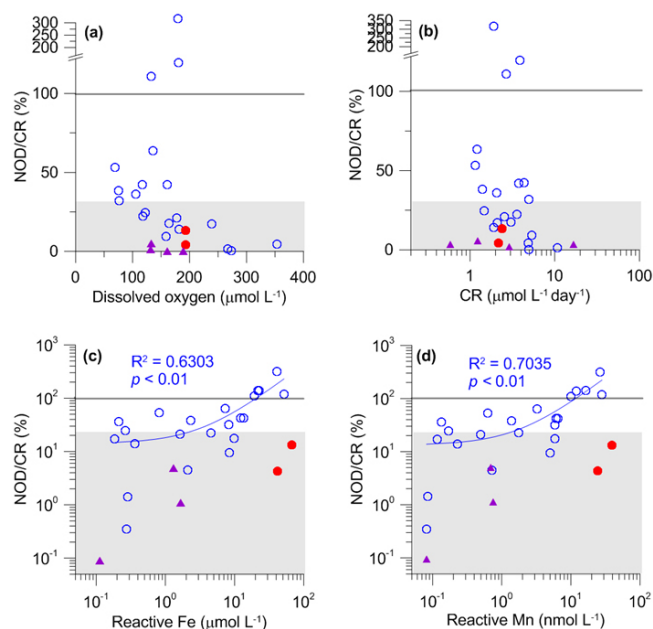 (a)
300
250
200
150
100
50
0
NOD/CR (%)
0
100
200
300
400
Dissolved oxygen (μmol L⁻¹)
(b)
350
300
250
200
150
100
50
0
NOD/CR (%)
1
10
100
CR (μmol L⁻¹ day⁻¹)
(c)
R² = 0.6303
p < 0.01
10³
10²
10¹
10⁰
10⁻¹
NOD/CR (%)
10⁻¹
10⁰
10¹
10²
Reactive Fe (μmol L⁻¹)
(d)
R² = 0.7035
p < 0.01
10³
10²
10¹
10⁰
10⁻¹
NOD/CR (%)
10⁻¹
10⁰
10¹
10²
Reactive Mn (nmol L⁻¹)